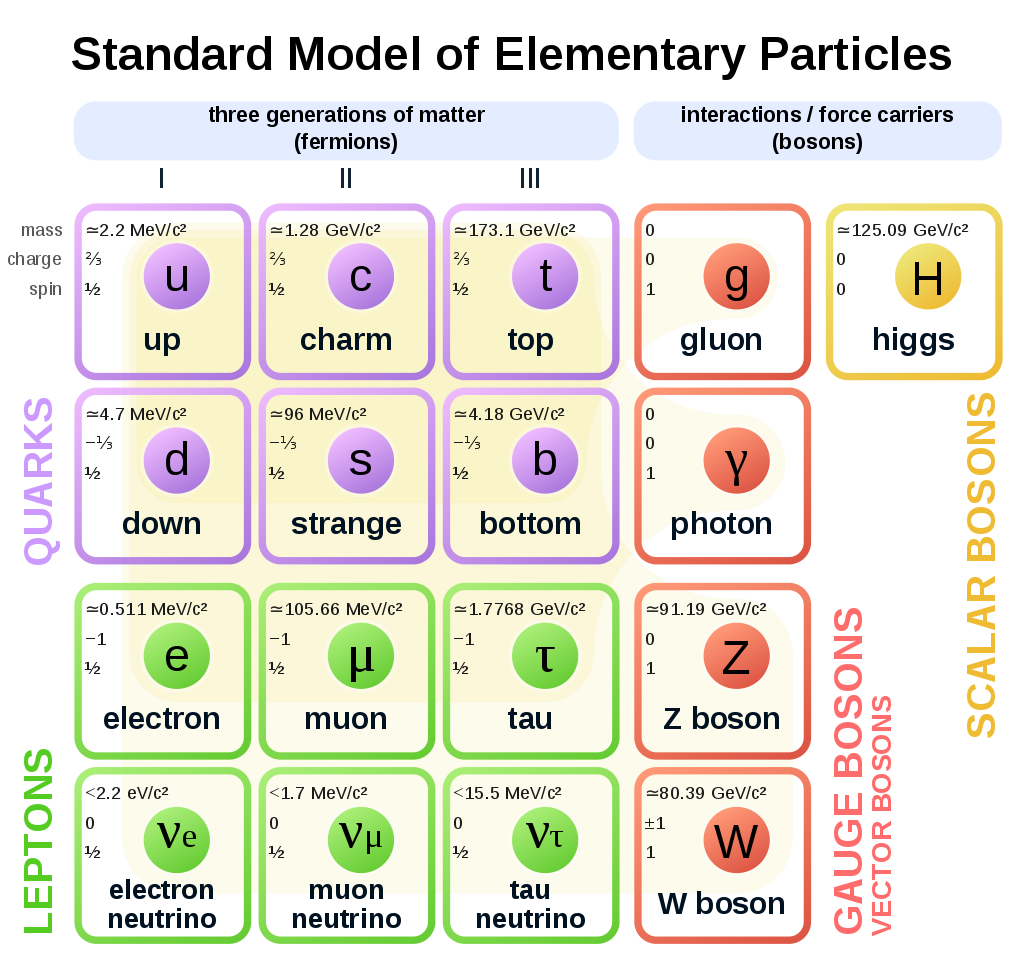 Standard Model of Elementary Particles
three generations of matter
(fermions)
interactions / force carriers
(bosons)
I
II
III
mass
charge
spin
≃2.2 MeV/c²
⅔
½
u
up
≃1.28 GeV/c²
⅔
½
c
charm
≃173.1 GeV/c²
⅔
½
t
top
0
0
1
g
gluon
≃125.09 GeV/c²
0
0
H
higgs
QUARKS
≃4.7 MeV/c²
−⅓
½
d
down
≃96 MeV/c²
−⅓
½
s
strange
≃4.18 GeV/c²
−⅓
½
b
bottom
0
0
1
γ
photon
SCALAR BOSONS
LEPTONS
≃0.511 MeV/c²
−1
½
e
electron
≃105.66 MeV/c²
−1
½
μ
muon
≃1.7768 GeV/c²
−1
½
τ
tau
≃91.19 GeV/c²
0
1
Z
Z boson
GAUGE BOSONS
VECTOR BOSONS
<2.2 eV/c²
0
½
νe
electron
neutrino
<1.7 MeV/c²
0
½
νμ
muon
neutrino
<15.5 MeV/c²
0
½
ντ
tau
neutrino
≃80.39 GeV/c²
±1
1
W
W boson